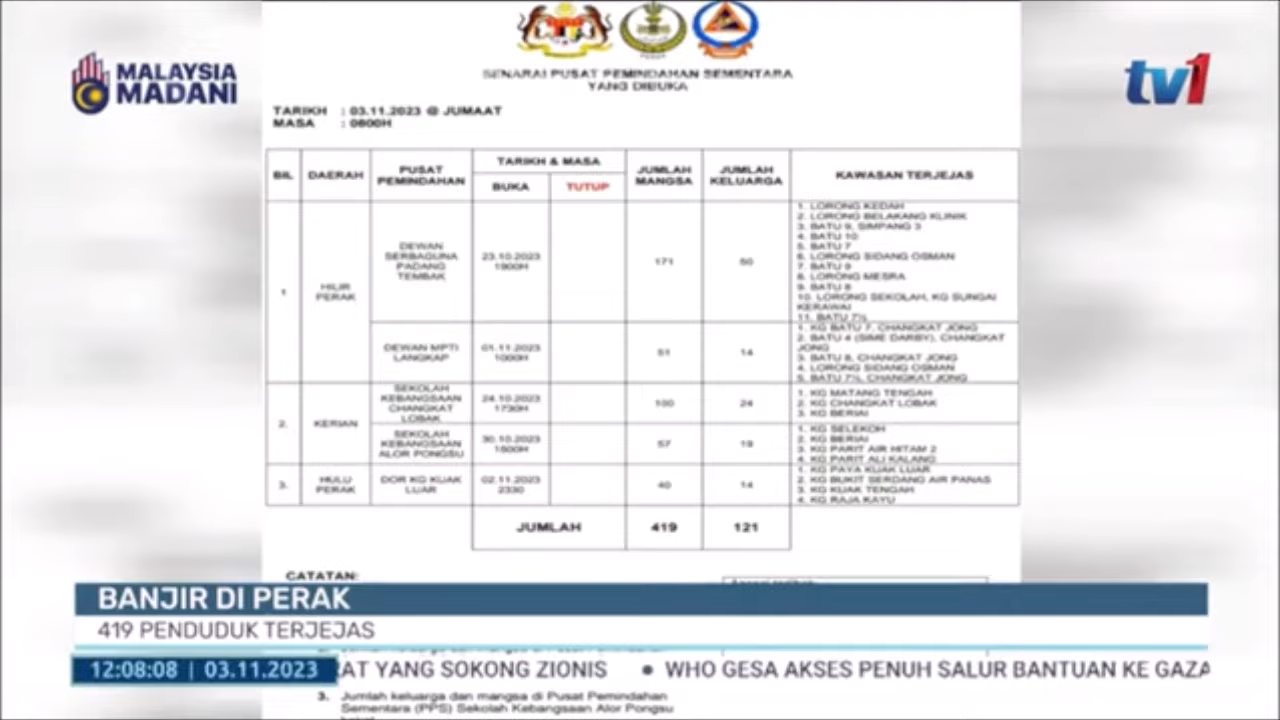 MALAYSIA
MADANI
tv1
SENARAI PUSAT PEMINDAHAN SEMENTARA
YANG DIBUKA
TARIKH : 03.11.2023 @ JUMAAT
MASA : 0800H
BIL
DAERAH
PUSAT
PEMINDAHAN
TARIKH & MASA
BUKA
TUTUP
JUMLAH
MANGSA
JUMLAH
KELUARGA
KAWASAN TERJEJAS
1
HILIR
PERAK
DEWAN
SERBAGUNA
PADANG
TEMBAK
23.10.2023
1900H
171
50
1. LORONG KEDAH
2. LORONG BELAKANG KLINIK
3. BATU 9, SIMPANG 3
4. BATU 10
5. BATU 7
6. LORONG SIDANG OSMAN
7. BATU 9
8. LORONG MESRA
9. BATU 8
10. LORONG SEKOLAH, KG SUNGAI
KERAWAI
11. BATU 7½
DEWAN MPTI
LANGKAP
01.11.2023
1000H
51
14
1. KG BATU 7, CHANGKAT JONG
2. BATU 4 (SIME DARBY), CHANGKAT
JONG
3. BATU 8, CHANGKAT JONG
4. LORONG SIDANG OSMAN
5. BATU 7½, CHANGKAT JONG
2.
KERIAN
SEKOLAH
KEBANGSAAN
CHANGKAT
LOBAK
24.10.2023
1730H
100
24
1. KG MATANG TENGAH
2. KG CHANGKAT LOBAK
3. KG BERIAI
SEKOLAH
KEBANGSAAN
ALOR PONGSU
30.10.2023
1800H
57
19
1. KG SELEKOH
2. KG BERIAI
3. KG PARIT AIR HITAM 2
4. KG PARIT ALI KALANG
3.
HULU
PERAK
DOR KG KUAK
LUAR
02.11.2023
2330
40
14
1. KG PAYA KUAK LUAR
2. KG BUKIT SERDANG AIR PANAS
3. KG KUAK TENGAH
4. KG RAJA KAYU
JUMLAH
419
121
CATATAN:
BANJIR DI PERAK
419 PENDUDUK TERJEJAS
12:08:08 | 03.11.2023
RAT YANG SOKONG ZIONIS • WHO GESA AKSES PENUH SALUR BANTUAN KE GAZA
3. Jumlah keluarga dan mangsa di Pusat Pemindahan
Sementara (PPS) Sekolah Kebangsaan Alor Pongsu